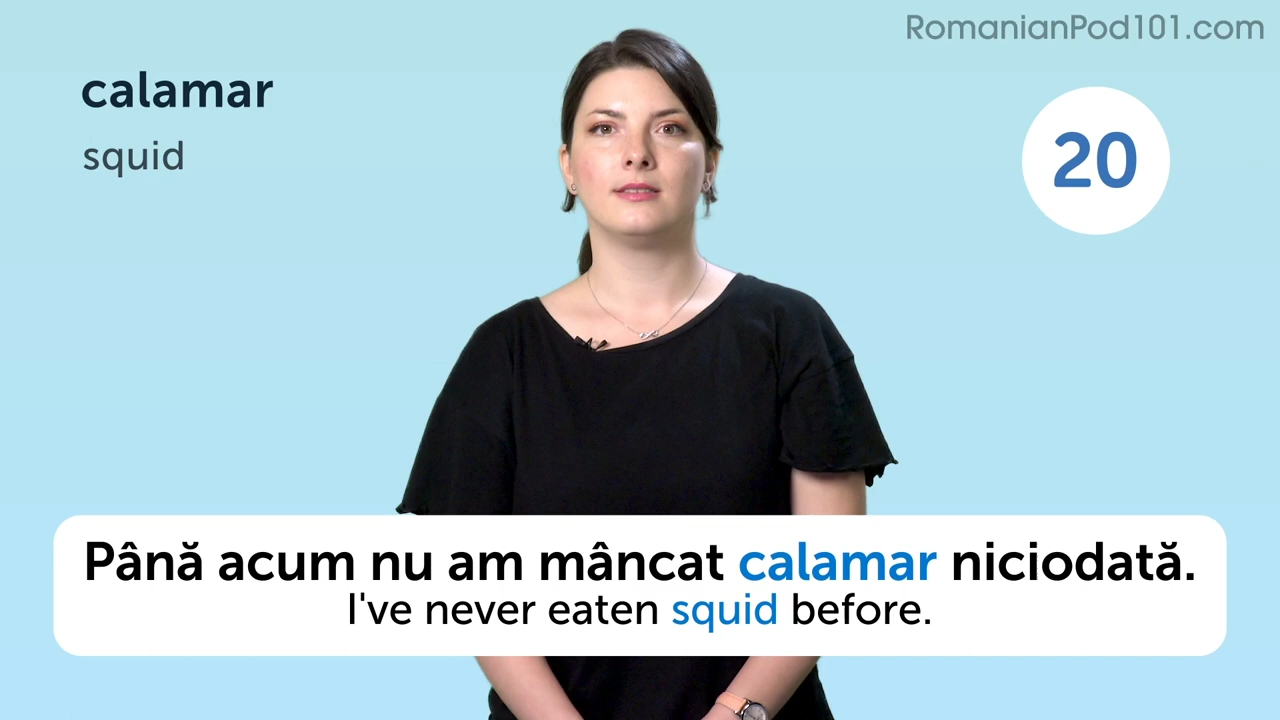 RomanianPod101.com
calamar
squid
20
Până acum nu am mâncat calamar niciodată.
I've never eaten squid before.